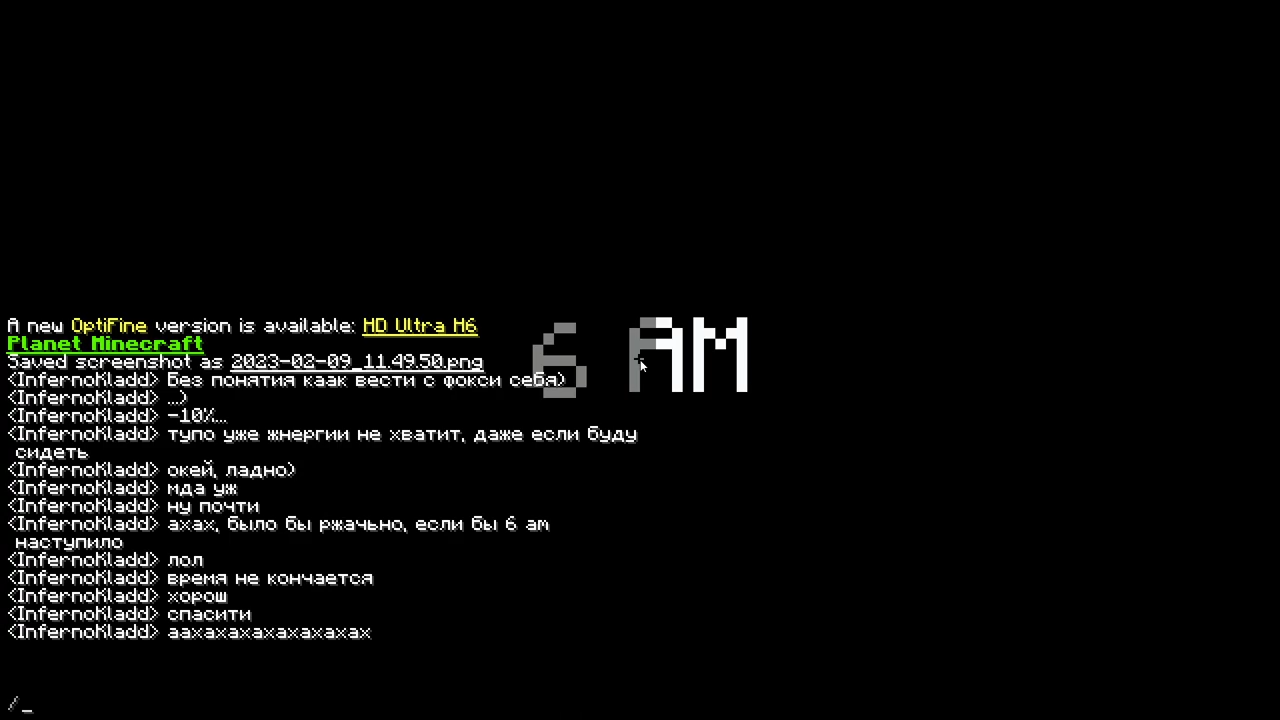 A new OptiFine version is available: HD Ultra H6
Planet Minecraft
Saved screenshot as 2023-02-09_11.49.50.png
<InfernoKladd> Без понятия каак вести с фокси себя)
<InfernoKladd> ...)
<InfernoKladd> -10%...
<InfernoKladd> тупо уже жнергии не хватит, даже если буду
сидеть
<InfernoKladd> окей, ладно)
<InfernoKladd> мда уж
<InfernoKladd> ну почти
<InfernoKladd> ахах, было бы ржачьно, если бы 6 ам
наступило
<InfernoKladd> лол
<InfernoKladd> время не кончается
<InfernoKladd> хорош
<InfernoKladd> спасити
<InfernoKladd> аахахахахахахахах
6 AM
/_